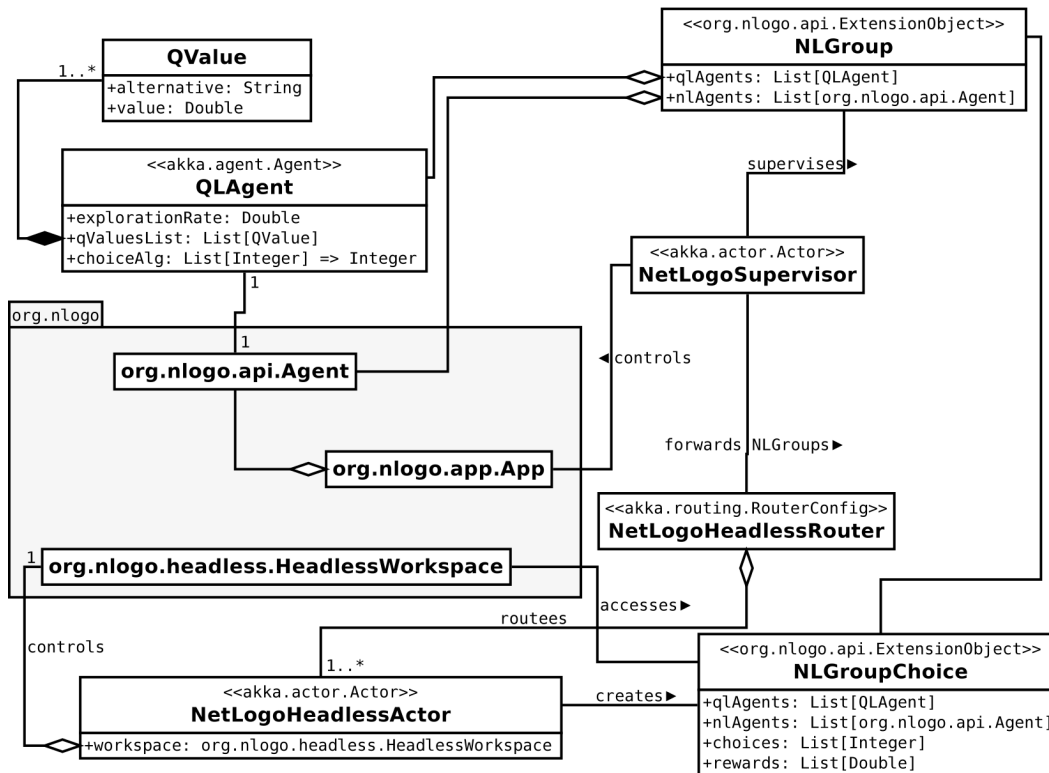 <<org.nlogo.api.ExtensionObject>>
NLGroup
+qlAgents: List[QLAgent]
+nlAgents: List[org.nlogo.api.Agent]
QValue
+alternative: String
+value: Double
1..*
<<akka.agent.Agent>>
QLAgent
+explorationRate: Double
+qValuesList: List[QValue]
+choiceAlg: List[Integer] => Integer
supervises▶
<<akka.actor.Actor>>
NetLogoSupervisor
1
org.nlogo
1
org.nlogo.api.Agent
◀controls
forwards NLGroups▶
org.nlogo.app.App
<<akka.routing.RouterConfig>>
NetLogoHeadlessRouter
1
org.nlogo.headless.HeadlessWorkspace
accesses▶
routees
controls
1..*
<<org.nlogo.api.ExtensionObject>>
NLGroupChoice
+qlAgents: List[QLAgent]
+nlAgents: List[org.nlogo.api.Agent]
+choices: List[Integer]
+rewards: List[Double]
<<akka.actor.Actor>>
NetLogoHeadlessActor
+workspace: org.nlogo.headless.HeadlessWorkspace
creates▶